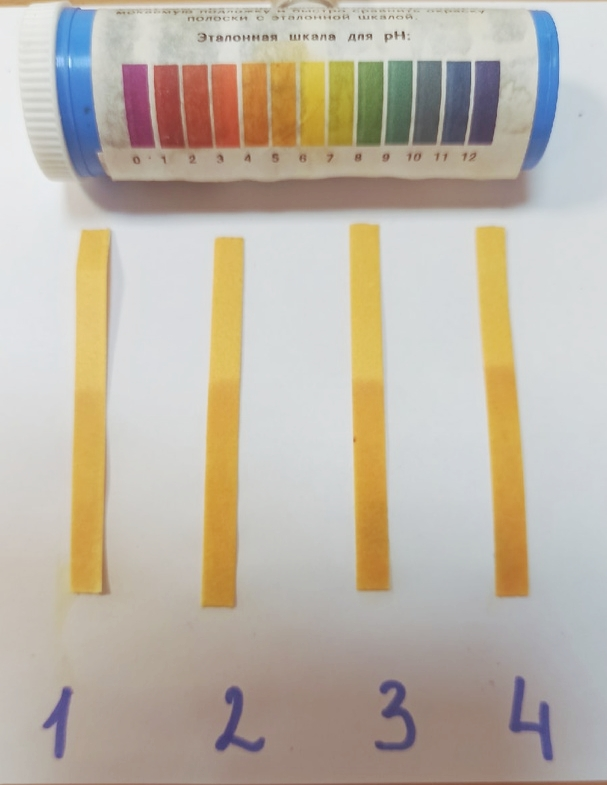 полоски с эталонной шкалой.
Эталонная шкала для pH:
0 1 2 3 4 5 6 7 8 9 10 11 12
1 2 3 4